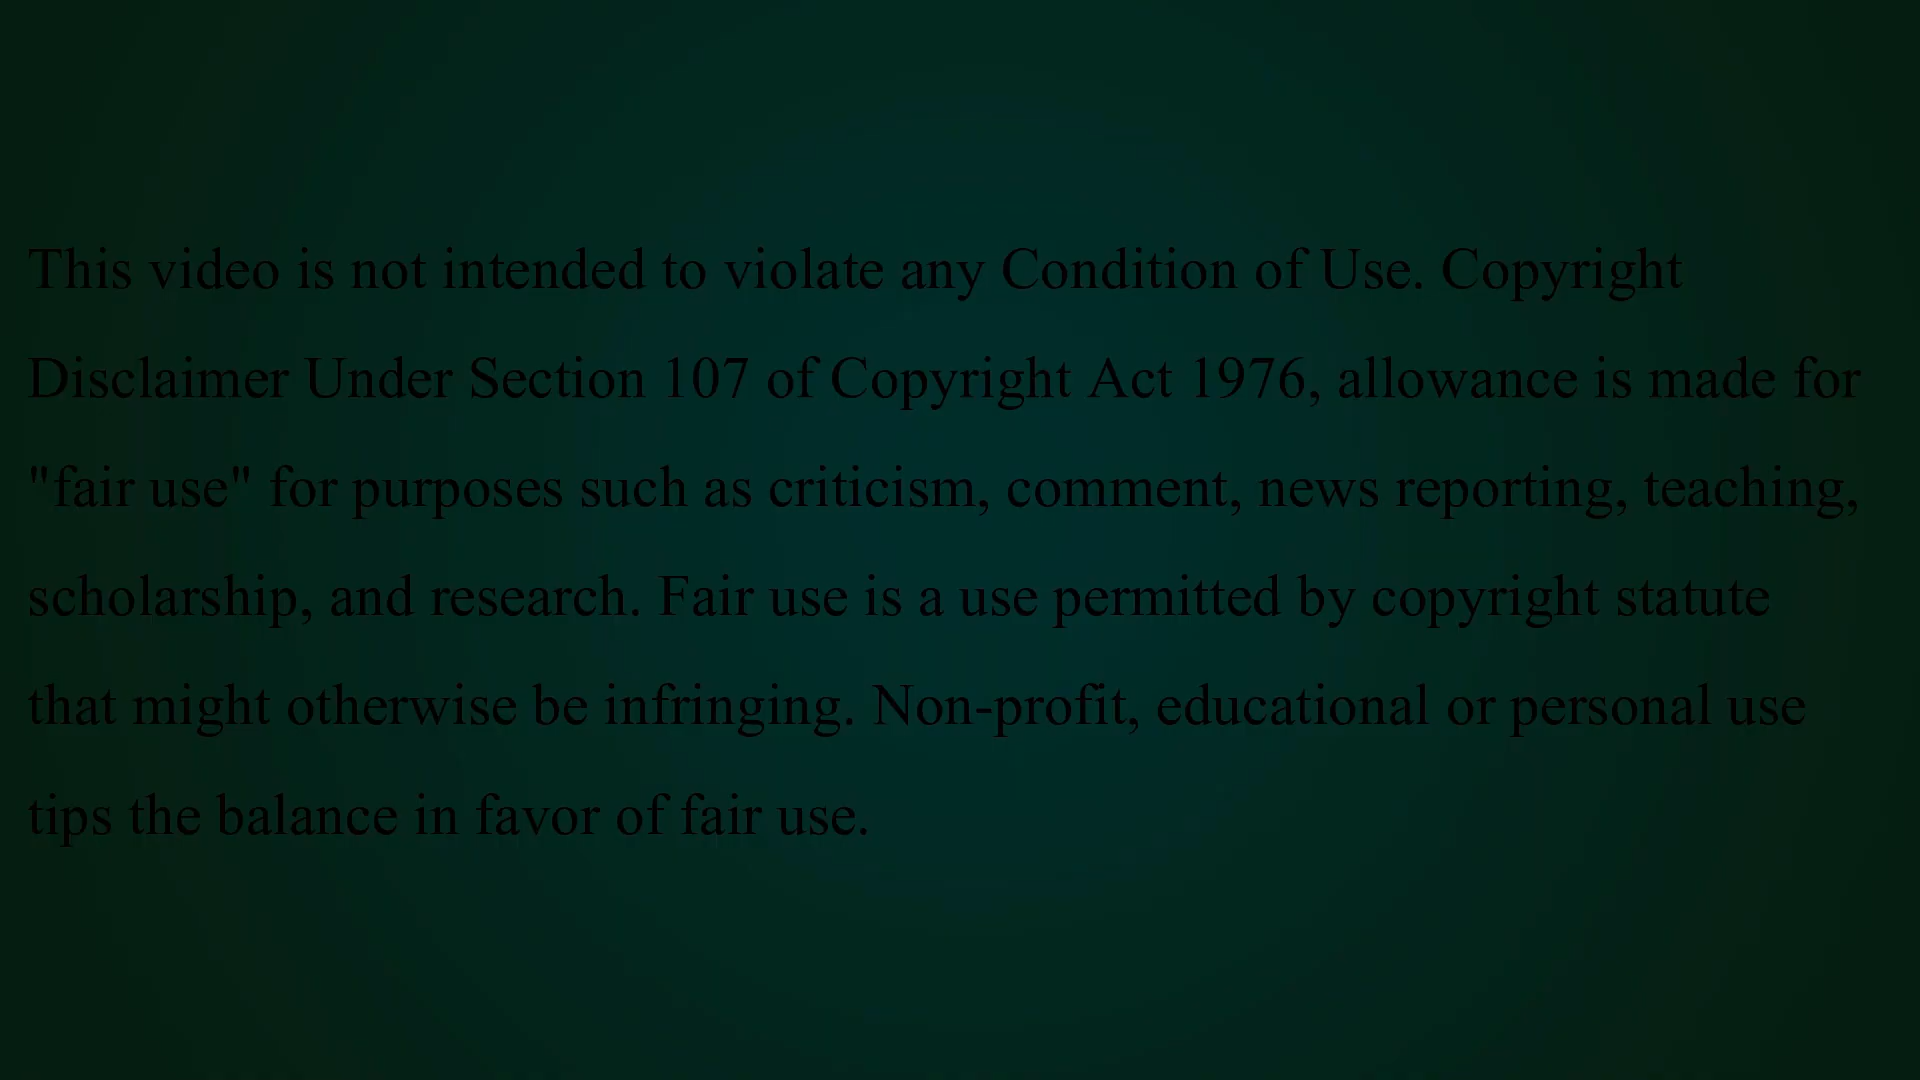 This video is not intended to violate any Condition of Use. Copyright
Disclaimer Under Section 107 of Copyright Act 1976, allowance is made for
"fair use" for purposes such as criticism, comment, news reporting, teaching,
scholarship, and research. Fair use is a use permitted by copyright statute
that might otherwise be infringing. Non-profit, educational or personal use
tips the balance in favor of fair use.